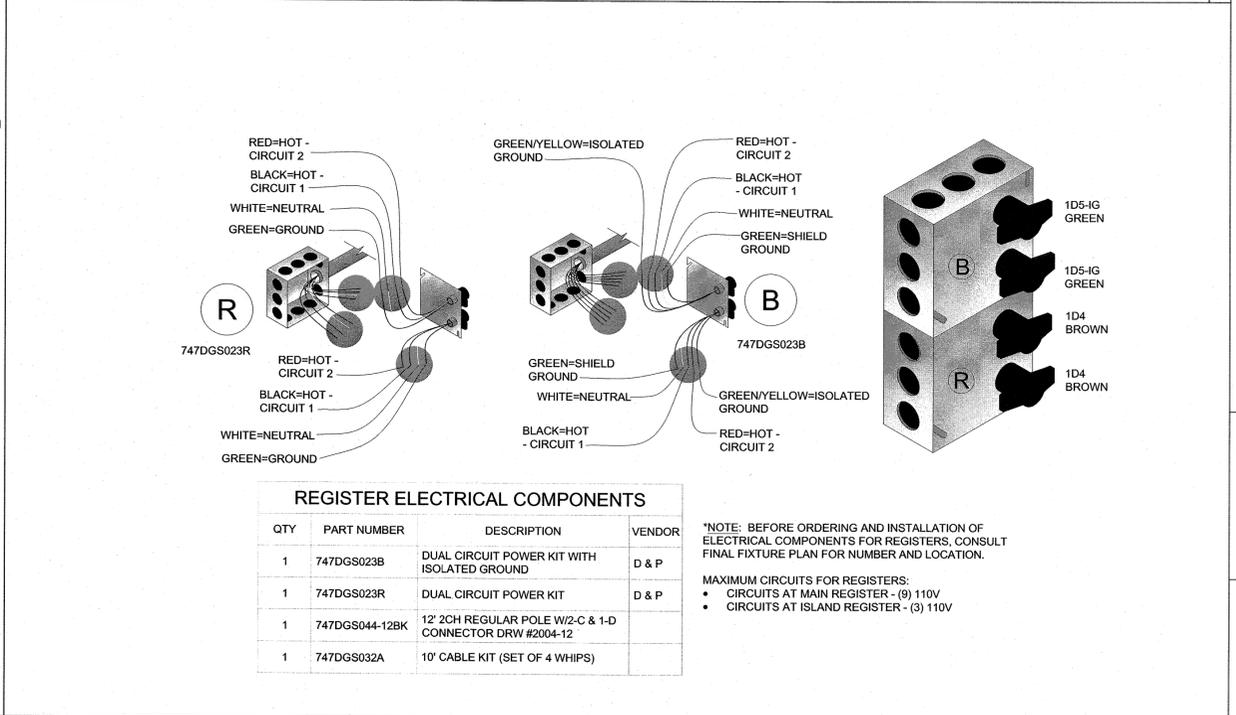 RED=HOT -
CIRCUIT 2
BLACK=HOT -
CIRCUIT 1
WHITE=NEUTRAL
GREEN=GROUND
R
747DGS023R
RED=HOT -
CIRCUIT 2
BLACK=HOT -
CIRCUIT 1
WHITE=NEUTRAL
GREEN=GROUND
GREEN/YELLOW=ISOLATED
GROUND
RED=HOT -
CIRCUIT 2
BLACK=HOT
- CIRCUIT 1
WHITE=NEUTRAL
GREEN=SHIELD
GROUND
B
747DGS023B
GREEN=SHIELD
GROUND
WHITE=NEUTRAL
BLACK=HOT
- CIRCUIT 1
GREEN/YELLOW=ISOLATED
GROUND
RED=HOT -
CIRCUIT 2
B
R
1D5-IG
GREEN
1D5-IG
GREEN
1D4
BROWN
1D4
BROWN
REGISTER ELECTRICAL COMPONENTS
QTY PART NUMBER DESCRIPTION VENDOR
1 747DGS023B DUAL CIRCUIT POWER KIT WITH ISOLATED GROUND D & P
1 747DGS023R DUAL CIRCUIT POWER KIT D & P
1 747DGS044-12BK 12' 2CH REGULAR POLE W/2-C & 1-D CONNECTOR DRW #2004-12
1 747DGS032A 10' CABLE KIT (SET OF 4 WHIPS)
*NOTE: BEFORE ORDERING AND INSTALLATION OF
ELECTRICAL COMPONENTS FOR REGISTERS, CONSULT
FINAL FIXTURE PLAN FOR NUMBER AND LOCATION.
MAXIMUM CIRCUITS FOR REGISTERS:
• CIRCUITS AT MAIN REGISTER - (9) 110V
• CIRCUITS AT ISLAND REGISTER - (3) 110V